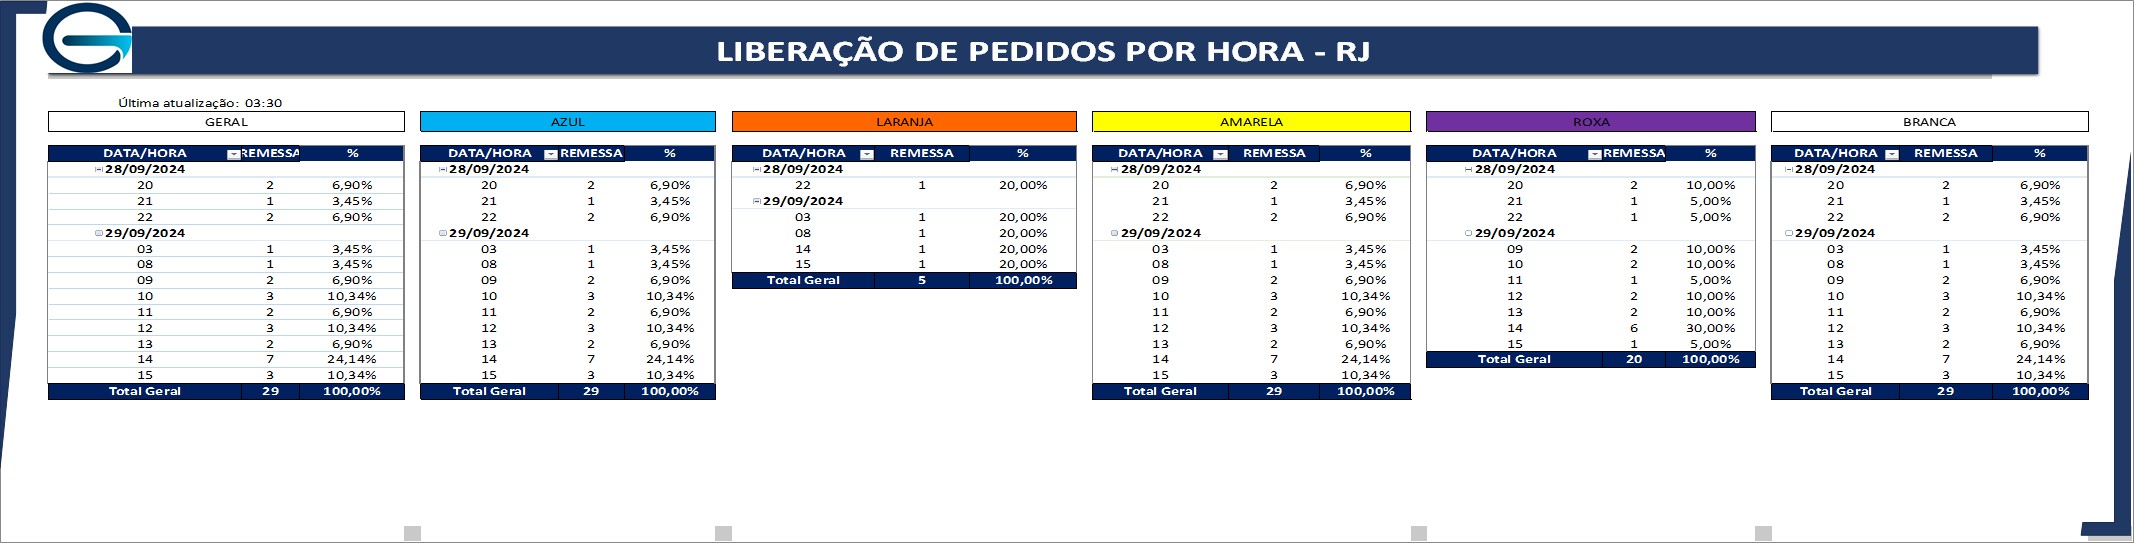 LIBERAÇÃO DE PEDIDOS POR HORA - RJ
Última atualização: 03:30
GERAL
DATA/HORA REMESSA %
28/09/2024
20 2 6,90%
21 1 3,45%
22 2 6,90%
29/09/2024
03 1 3,45%
08 1 3,45%
09 2 6,90%
10 3 10,34%
11 2 6,90%
12 3 10,34%
13 2 6,90%
14 7 24,14%
15 3 10,34%
Total Geral 29 100,00%
AZUL
DATA/HORA REMESSA %
28/09/2024
20 2 6,90%
21 1 3,45%
22 2 6,90%
29/09/2024
03 1 3,45%
08 1 3,45%
09 2 6,90%
10 3 10,34%
11 2 6,90%
12 3 10,34%
13 2 6,90%
14 7 24,14%
15 3 10,34%
Total Geral 29 100,00%
LARANJA
DATA/HORA REMESSA %
28/09/2024
22 1 20,00%
29/09/2024
03 1 20,00%
08 1 20,00%
14 1 20,00%
15 1 20,00%
Total Geral 5 100,00%
AMARELA
DATA/HORA REMESSA %
28/09/2024
20 2 6,90%
21 1 3,45%
22 2 6,90%
29/09/2024
03 1 3,45%
08 1 3,45%
09 2 6,90%
10 3 10,34%
11 2 6,90%
12 3 10,34%
13 2 6,90%
14 7 24,14%
15 3 10,34%
Total Geral 29 100,00%
ROXA
DATA/HORA REMESSA %
28/09/2024
20 2 10,00%
21 1 5,00%
22 1 5,00%
29/09/2024
09 2 10,00%
10 2 10,00%
11 1 5,00%
12 2 10,00%
13 2 10,00%
14 6 30,00%
15 1 5,00%
Total Geral 20 100,00%
BRANCA
DATA/HORA REMESSA %
28/09/2024
20 2 6,90%
21 1 3,45%
22 2 6,90%
29/09/2024
03 1 3,45%
08 1 3,45%
09 2 6,90%
10 3 10,34%
11 2 6,90%
12 3 10,34%
13 2 6,90%
14 7 24,14%
15 3 10,34%
Total Geral 29 100,00%